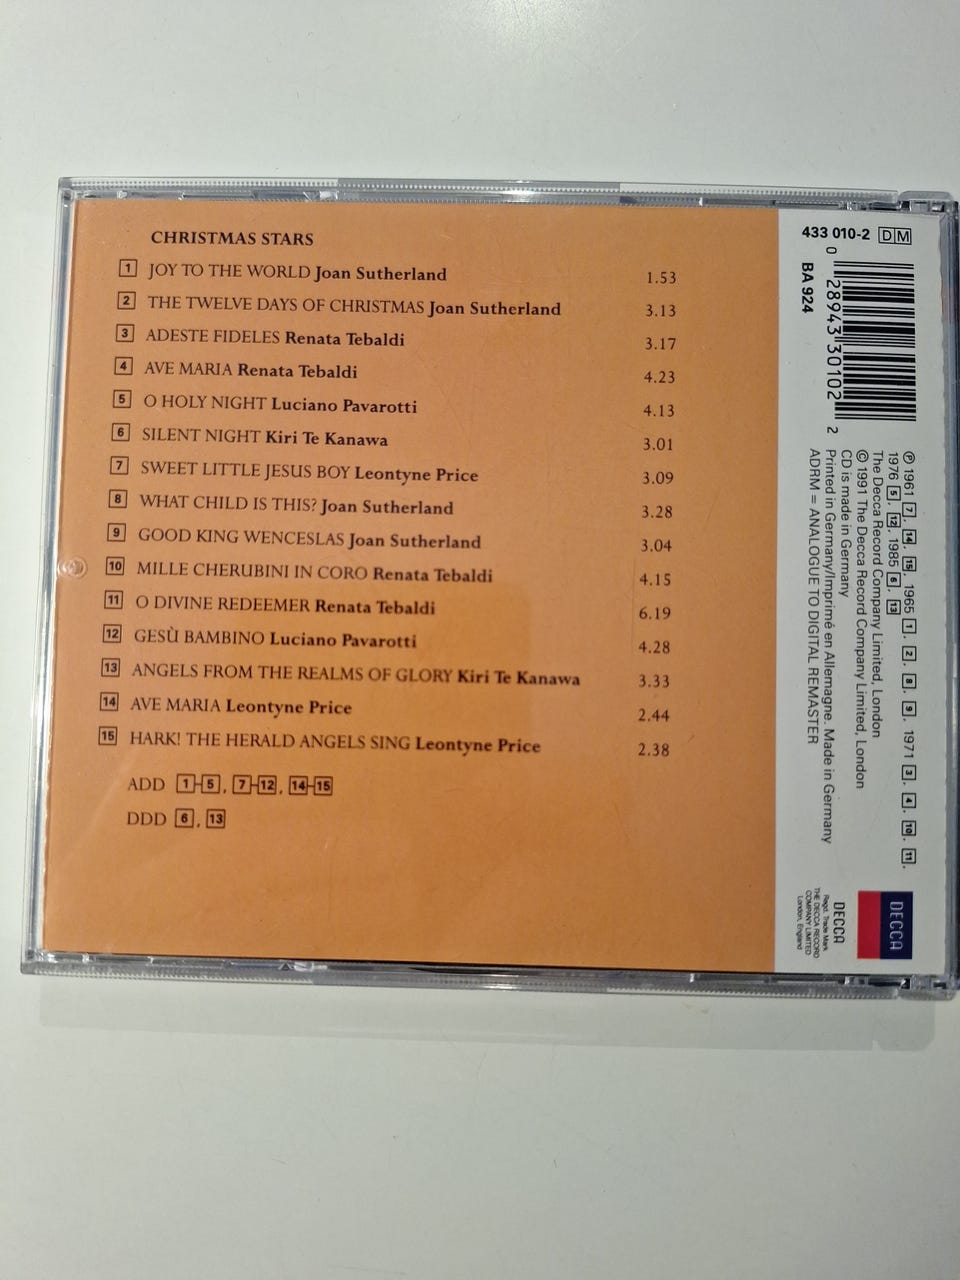 CHRISTMAS STARS
1 JOY TO THE WORLD Joan Sutherland 1.53
2 THE TWELVE DAYS OF CHRISTMAS Joan Sutherland 3.13
3 ADESTE FIDELES Renata Tebaldi 3.17
4 AVE MARIA Renata Tebaldi 4.23
5 O HOLY NIGHT Luciano Pavarotti 4.13
6 SILENT NIGHT Kiri Te Kanawa 3.01
7 SWEET LITTLE JESUS BOY Leontyne Price 3.09
8 WHAT CHILD IS THIS? Joan Sutherland 3.28
9 GOOD KING WENCESLAS Joan Sutherland 3.04
10 MILLE CHERUBINI IN CORO Renata Tebaldi 4.15
11 O DIVINE REDEEMER Renata Tebaldi 6.19
12 GESÙ BAMBINO Luciano Pavarotti 4.28
13 ANGELS FROM THE REALMS OF GLORY Kiri Te Kanawa 3.33
14 AVE MARIA Leontyne Price 2.44
15 HARK! THE HERALD ANGELS SING Leontyne Price 2.38
ADD 1-5, 7-12, 14-15
DDD 6, 13
433 010-2 DM
0 28943 30102 2
BA 924
℗ 1961 7, 14, 15, 1965 1, 2, 8, 9, 1971 3, 4, 10, 11,
1976 5, 12, 1985 6, 13
The Decca Record Company Limited, London
© 1991 The Decca Record Company Limited, London
CD is made in Germany
Printed in Germany/Imprimé en Allemagne. Made in Germany
ADRM = ANALOGUE TO DIGITAL REMASTER
DECCA
DECCA
Regd. Trade Mark
THE DECCA RECORD
COMPANY LIMITED
London, England